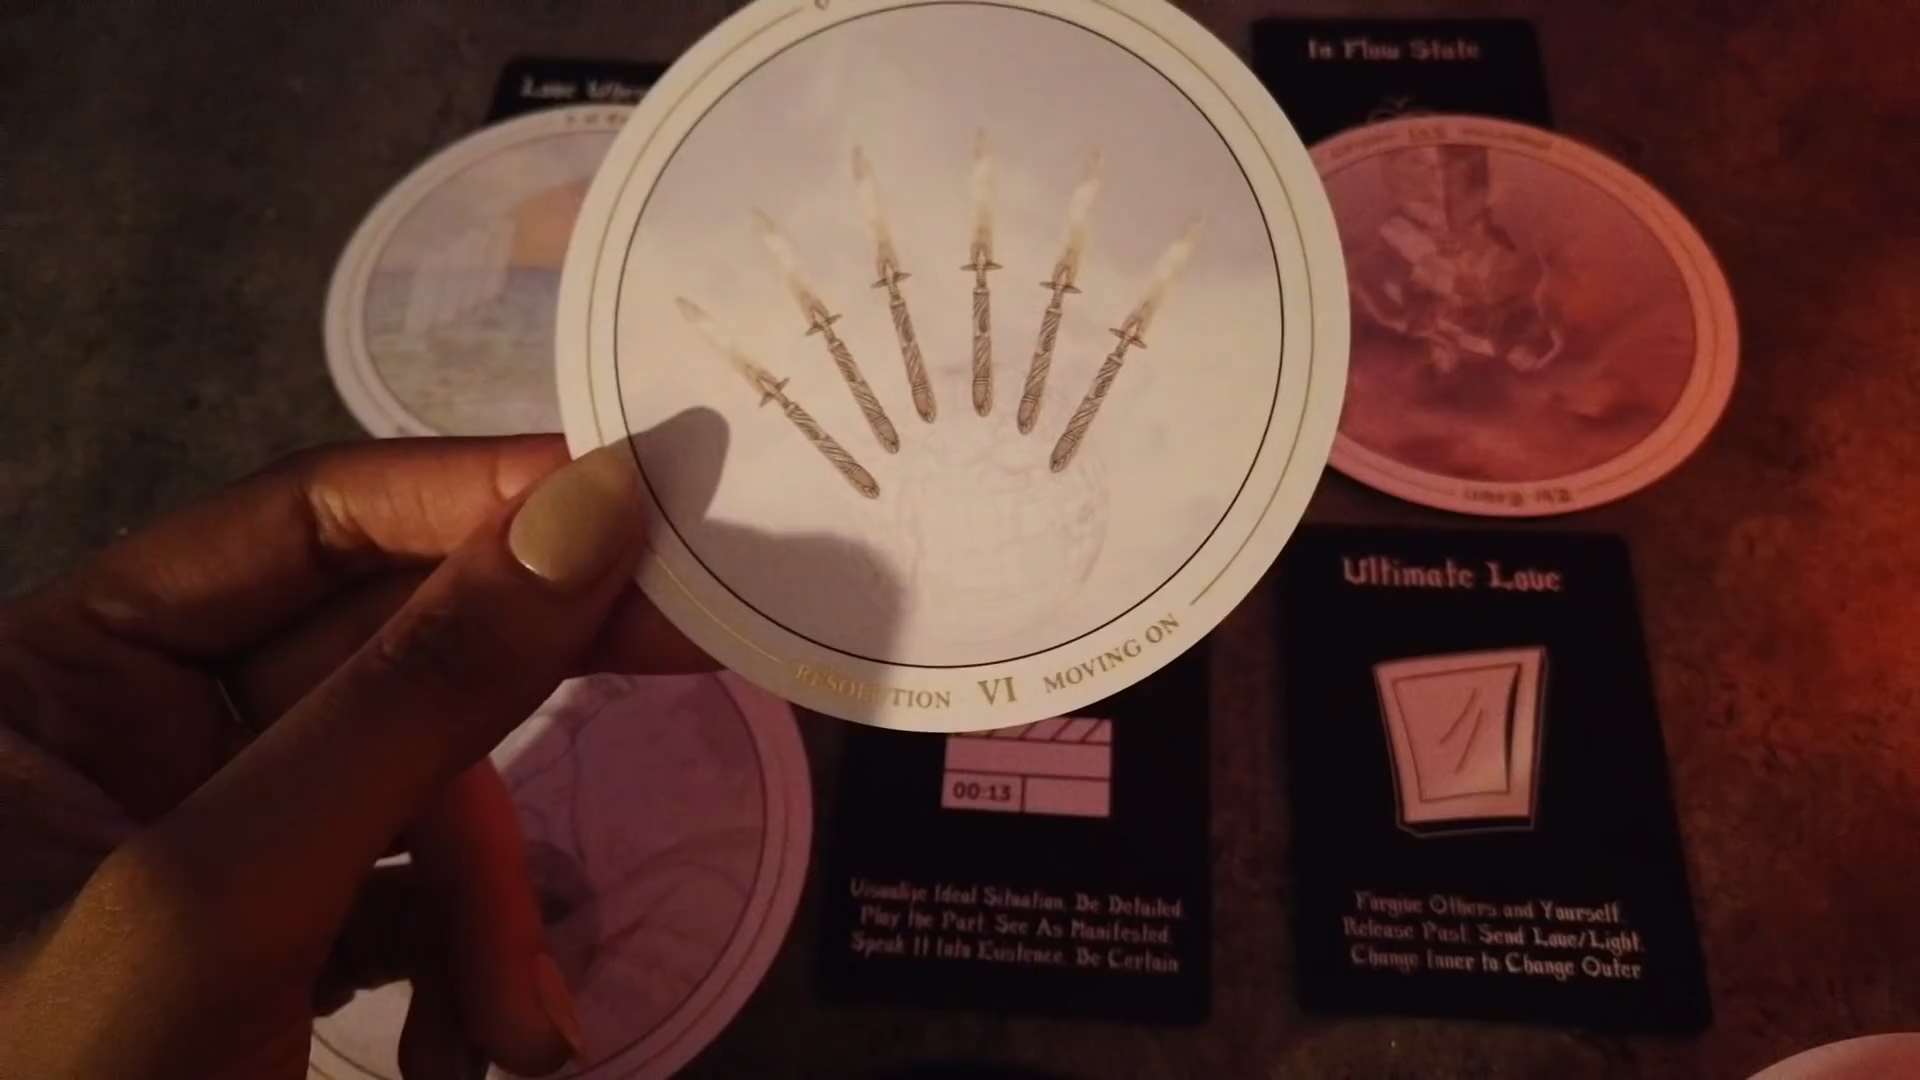 In Flow State
Love
RESOLUTION VI MOVING ON
Ultimate Love
00:13
Visualize Ideal Situation. Be Detailed.
Play the Part. See As Manifested.
Speak It Into Existence. Be Certain
Forgive Others and Yourself.
Release Past. Send Love/Light.
Change Inner to Change Outer